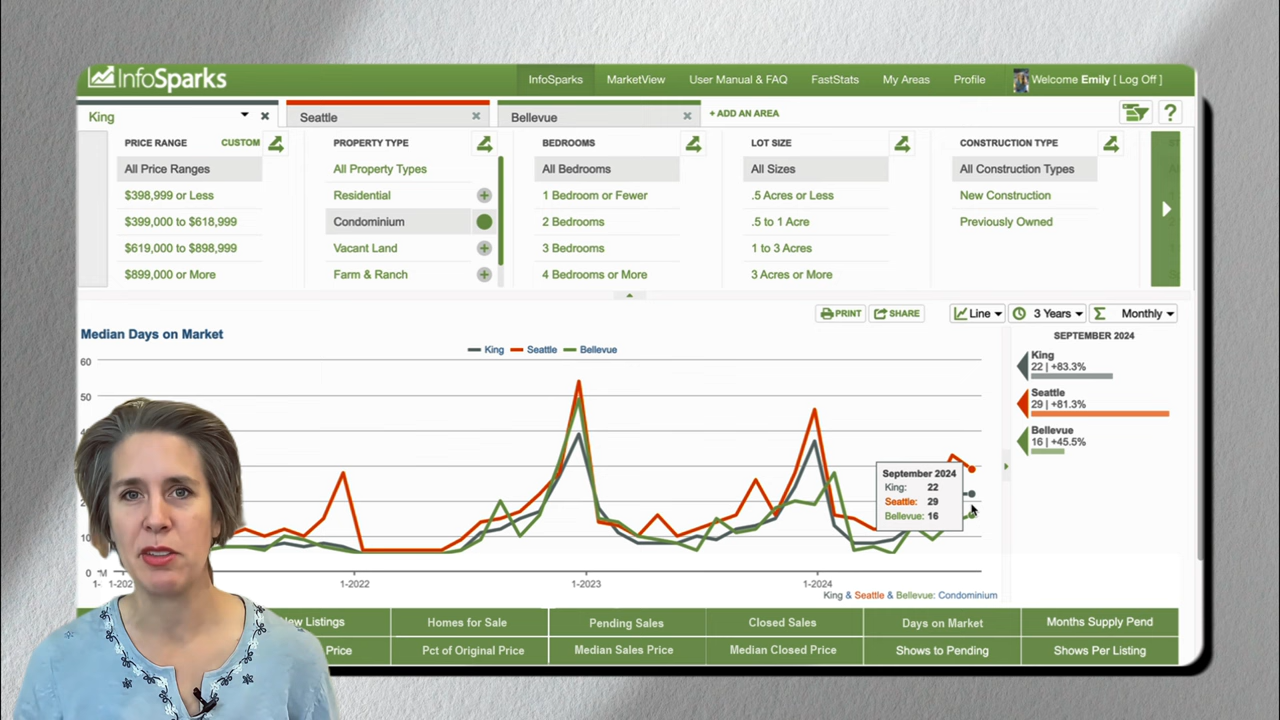 InfoSparks
InfoSparks MarketView User Manual & FAQ FastStats My Areas Profile Welcome Emily [ Log Off ]
King Seattle Bellevue + ADD AN AREA ?
PRICE RANGE CUSTOM PROPERTY TYPE BEDROOMS LOT SIZE CONSTRUCTION TYPE
All Price Ranges All Property Types All Bedrooms All Sizes All Construction Types
$398,999 or Less Residential 1 Bedroom or Fewer .5 Acres or Less New Construction
$399,000 to $618,999 Condominium 2 Bedrooms .5 to 1 Acre Previously Owned
$619,000 to $898,999 Vacant Land 3 Bedrooms 1 to 3 Acres
$899,000 or More Farm & Ranch 4 Bedrooms or More 3 Acres or More
PRINT SHARE Line 3 Years Monthly
Median Days on Market
King Seattle Bellevue
60
50
20
10
0
1-2022 1-2023 1-2024
King & Seattle & Bellevue: Condominium
September 2024
King: 22
Seattle: 29
Bellevue: 16
SEPTEMBER 2024
King
22 | +83.3%
Seattle
29 | +81.3%
Bellevue
16 | +45.5%
Listings Homes for Sale Pending Sales Closed Sales Days on Market Months Supply Pend
Price Pct of Original Price Median Sales Price Median Closed Price Shows to Pending Shows Per Listing